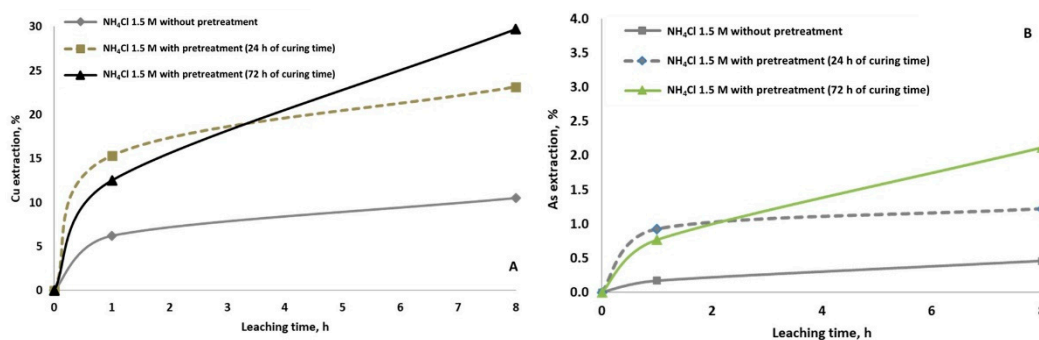 NH₄Cl 1.5 M without pretreatment
NH₄Cl 1.5 M with pretreatment (24 h of curing time)
NH₄Cl 1.5 M with pretreatment (72 h of curing time)
Cu extraction, %
30
25
20
15
10
5
0
0 1 2 3 4 5 6 7 8
Leaching time, h
A
NH₄Cl 1.5 M without pretreatment
NH₄Cl 1.5 M with pretreatment (24 h of curing time)
NH₄Cl 1.5 M with pretreatment (72 h of curing time)
B
As extraction, %
4.0
3.5
3.0
2.5
2.0
1.5
1.0
0.5
0.0
0 2 4 6
Leaching time, h